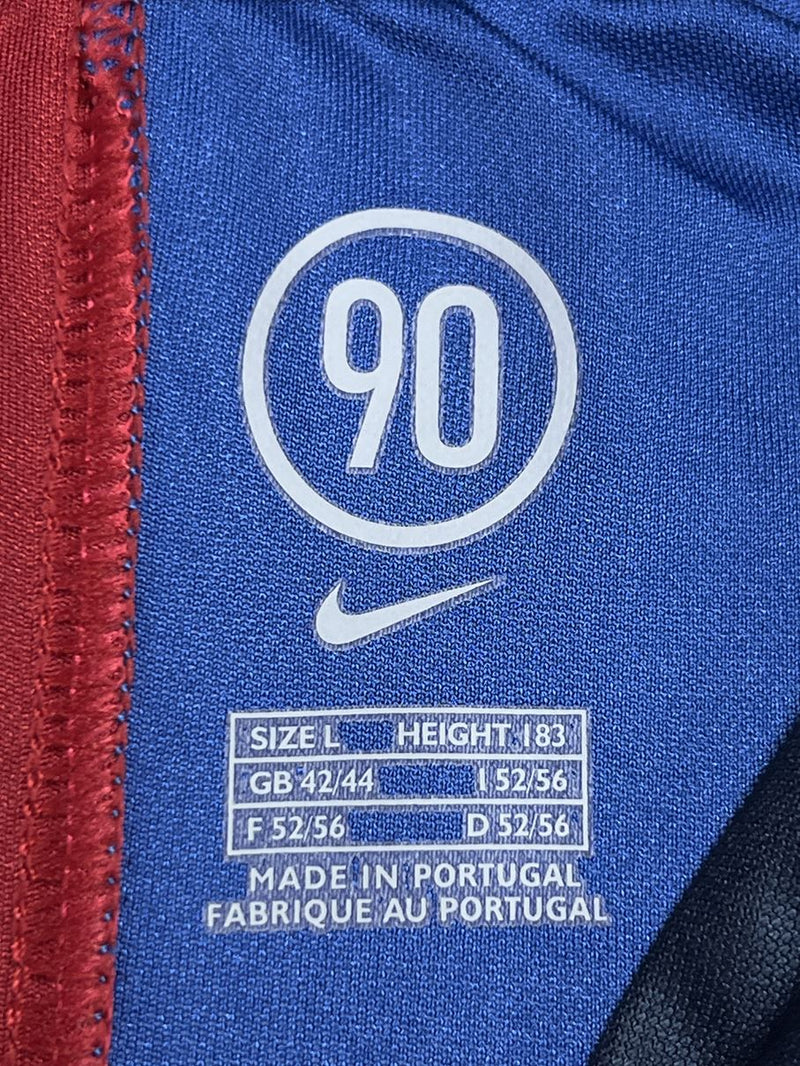 90
SIZE L HEIGHT 183
GB 42/44 I 52/56
F 52/56 D 52/56
MADE IN PORTUGAL
FABRIQUE AU PORTUGAL